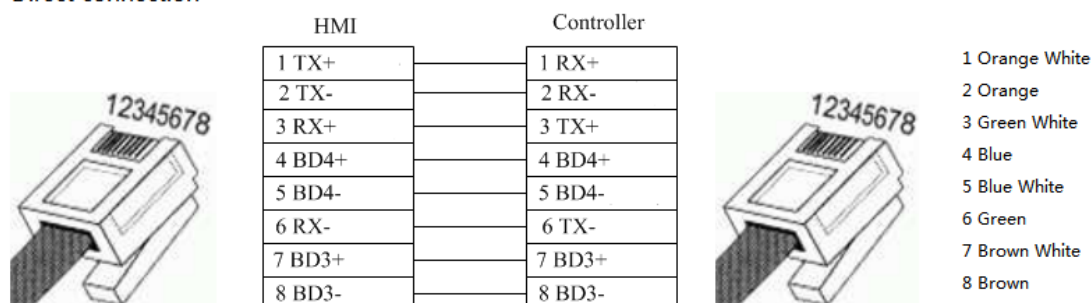 HMI Controller
1 TX+ 1 RX+
2 TX- 2 RX-
3 RX+ 3 TX+
4 BD4+ 4 BD4+
5 BD4- 5 BD4-
6 RX- 6 TX-
7 BD3+ 7 BD3+
8 BD3- 8 BD3-
12345678
12345678
1 Orange White
2 Orange
3 Green White
4 Blue
5 Blue White
6 Green
7 Brown White
8 Brown